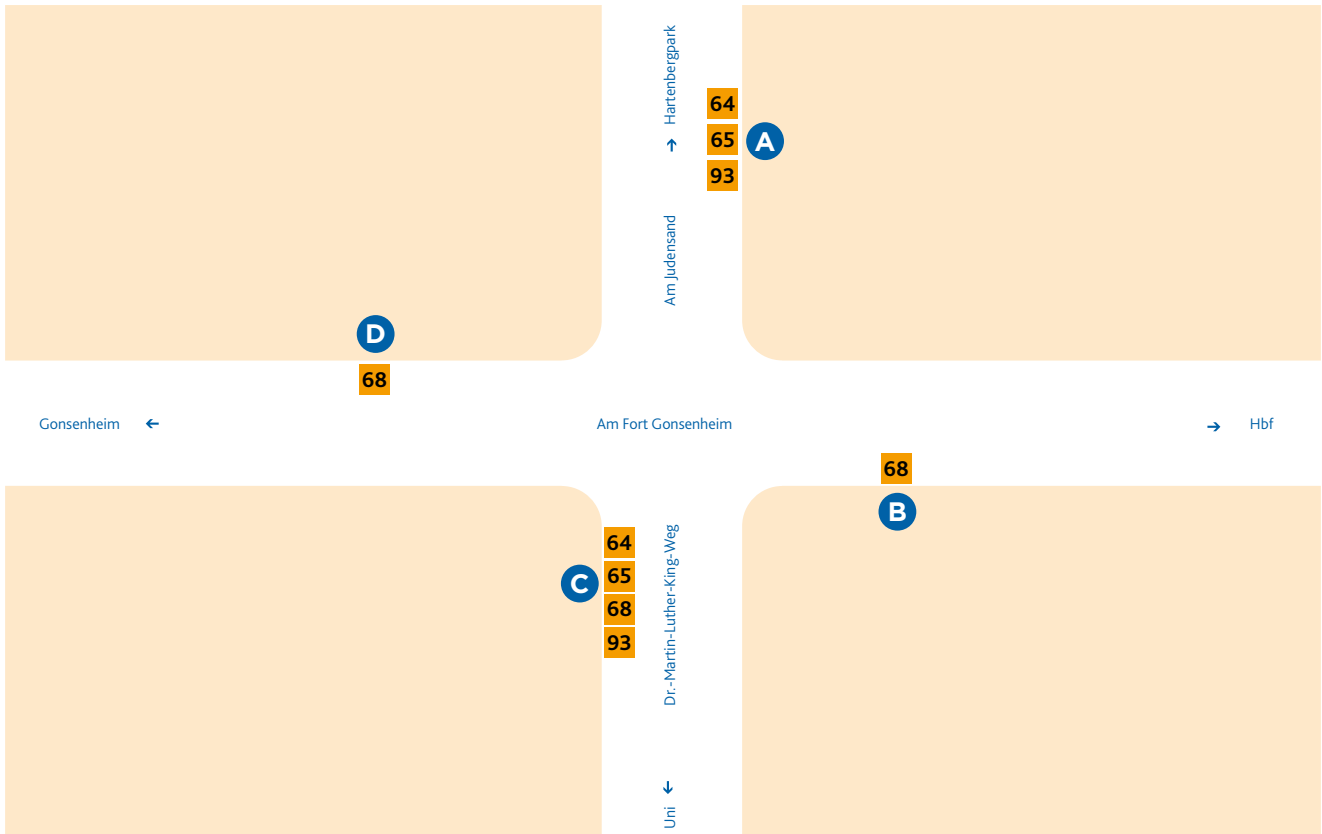 Hartenbergpark
→
64
65
93
A
Am Judensand
D
68
Gonsenheim ←
Am Fort Gonsenheim
→ Hbf
68
B
64
65
68
93
C
Dr.-Martin-Luther-King-Weg
Uni ←